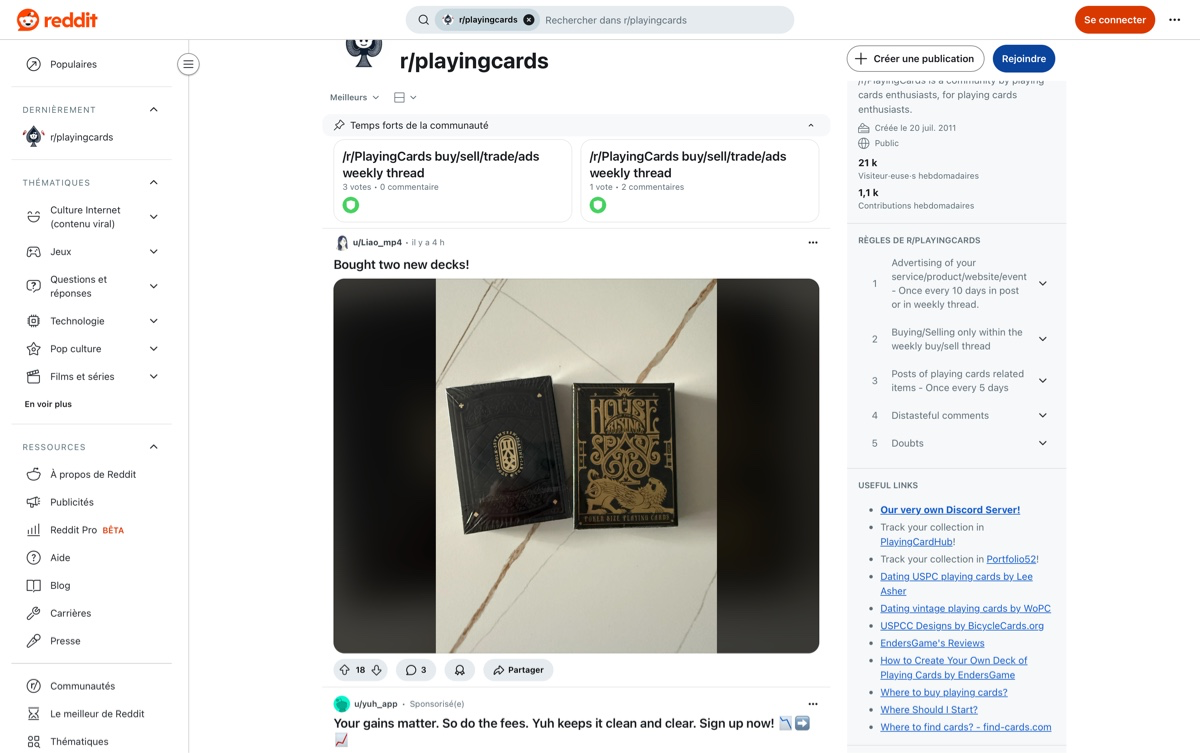 reddit
r/playingcards
Rechercher dans r/playingcards
Se connecter
Populaires
DERNIÈREMENT
r/playingcards
THÉMATIQUES
Culture Internet
(contenu viral)
Jeux
Questions et
réponses
Technologie
Pop culture
Films et séries
En voir plus
RESSOURCES
À propos de Reddit
Publicités
Reddit Pro BÊTA
Aide
Blog
Carrières
Presse
Communautés
Le meilleur de Reddit
Thématiques
r/playingcards
Créer une publication
Rejoindre
Meilleurs
Temps forts de la communauté
/r/PlayingCards buy/sell/trade/ads
weekly thread
3 votes • 0 commentaire
/r/PlayingCards buy/sell/trade/ads
weekly thread
1 vote • 2 commentaires
u/Liao_mp4 • il y a 4 h
Bought two new decks!
HOUSE
RISING
SPADE
POKER SIZE PLAYING CARDS
18
3
Partager
u/yuh_app • Sponsorisé(e)
Your gains matter. So do the fees. Yuh keeps it clean and clear. Sign up now! 📉➡️
📈
/r/PlayingCards is a community by playing
cards enthusiasts, for playing cards
enthusiasts.
Créée le 20 juil. 2011
Public
21 k
Visiteur·euse·s hebdomadaires
1,1 k
Contributions hebdomadaires
RÈGLES DE R/PLAYINGCARDS
1
Advertising of your
service/product/website/event
- Once every 10 days in post
or in weekly thread.
2
Buying/Selling only within the
weekly buy/sell thread
3
Posts of playing cards related
items - Once every 5 days
4
Distasteful comments
5
Doubts
USEFUL LINKS
Our very own Discord Server!
Track your collection in
PlayingCardHub!
Track your collection in Portfolio52!
Dating USPC playing cards by Lee
Asher
Dating vintage playing cards by WoPC
USPCC Designs by BicycleCards.org
EndersGame's Reviews
How to Create Your Own Deck of
Playing Cards by EndersGame
Where to buy playing cards?
Where Should I Start?
Where to find cards? - find-cards.com